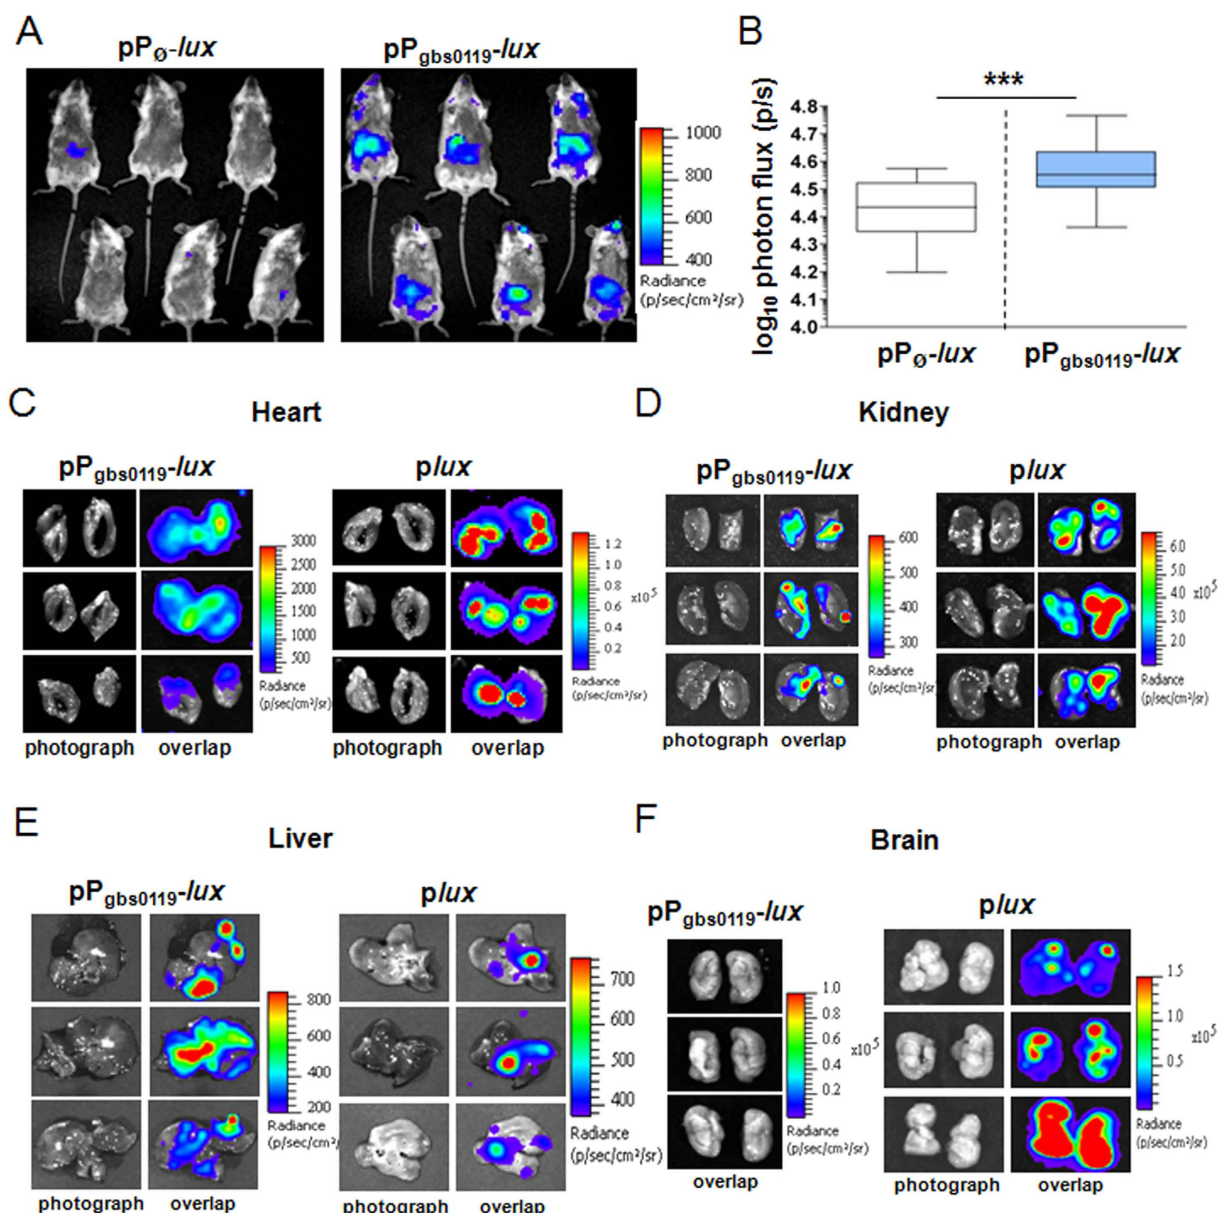 A
pPø-lux
pPgbs0119-lux
1000
800
600
400
Radiance
(p/sec/cm²/sr)
B
***
log₁₀ photon flux (p/s)
4.8
4.7
4.6
4.5
4.4
4.3
4.2
4.1
4.0
pPø-lux
pPgbs0119-lux
C
Heart
pPgbs0119-lux
plux
3000
2500
2000
1500
1000
500
Radiance
(p/sec/cm²/sr)
1.2
1.0
0.8
0.6
0.4
0.2
x10⁵
Radiance
(p/sec/cm²/sr)
photograph
overlap
photograph
overlap
D
Kidney
pPgbs0119-lux
plux
600
500
400
300
Radiance
(p/sec/cm²/sr)
6.0
5.0
4.0
3.0
2.0
x10⁵
Radiance
(p/sec/cm²/sr)
photograph
overlap
photograph
overlap
E
Liver
pPgbs0119-lux
plux
800
600
400
200
Radiance
(p/sec/cm²/
700
600
500
400
Radiance
(p/sec/cm²/sr)
photograph
overlap
photograph
overlap
F
Brain
pPgbs0119-lux
plux
1.0
0.8
0.6
0.4
0.2
x10⁵
Radiance
(p/sec/cm²/sr)
1.5
1.0
0.5
x10⁵
Radiance
(p/sec/cm²/sr)
overlap
photograph
overlap